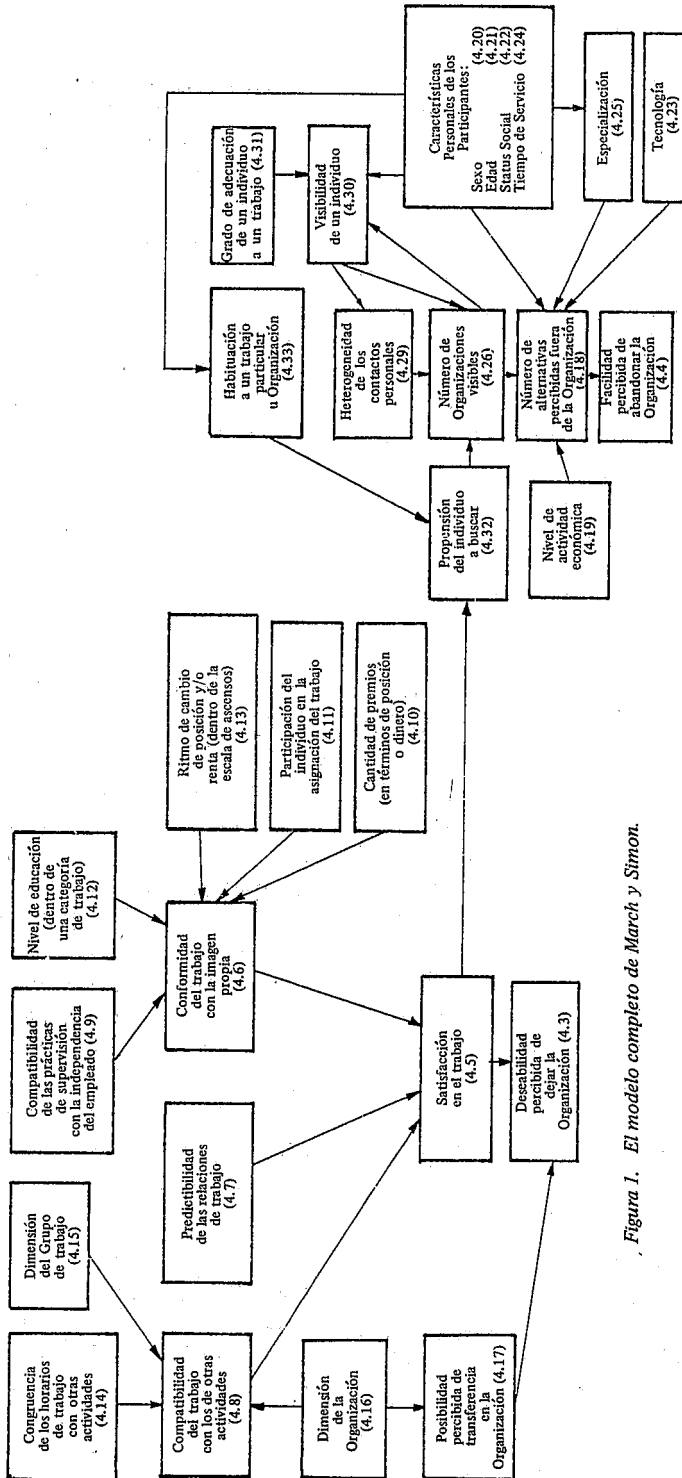 Congruencia
de los horarios
de trabajo
con otras
actividades
(4.14)
Dimensión
del Grupo
de trabajo
(4.15)
Compatibilidad
de las prácticas
de supervisión
con la independencia
del empleado (4.9)
Nivel de educación
(dentro de
una categoría
de trabajo)
(4.12)
Compatibilidad
del trabajo
con los de otras
actividades
(4.8)
Predictibilidad
de las relaciones
de trabajo
(4.7)
Conformidad
del trabajo
con la imagen
propia
(4.6)
Ritmo de cambio
de posición y/o
renta (dentro de la
escala de ascensos)
(4.13)
Participación del
individuo en la
asignación del trabajo
(4.11)
Cantidad de premios
(en términos de posición
o dinero)
(4.10)
Dimensión
de la
Organización
(4.16)
Posibilidad
percibida de
transferencia
en la
Organización (4.17)
Satisfacción
en el trabajo
(4.5)
Deseabilidad
percibida de
dejar la
Organización (4.3)
Habituación
a un trabajo
particular
u Organización
(4.33)
Grado de adecuación
de un individuo
a un trabajo (4.31)
Visibilidad
de un individuo
(4.30)
Heterogeneidad
de los
contactos
personales
(4.29)
Propensión
del individuo
a buscar
(4.32)
Número de
Organizaciones
visibles
(4.26)
Nivel de
actividad
económica
(4.19)
Número de
alternativas
percibidas fuera
de la Organización
(4.18)
Facilidad
percibida de
abandonar la
Organización
(4.4)
Características
Personales de los
Participantes:
Sexo (4.20)
Edad (4.21)
Status Social (4.22)
Tiempo de Servicio (4.24)
Especialización
(4.25)
Tecnología
(4.23)
Figura 1. El modelo completo de March y Simon.